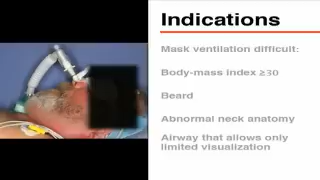 Indications
Mask ventilation difficult:
Body-mass index ≥30
Beard
Abnormal neck anatomy
Airway that allows only
limited visualization